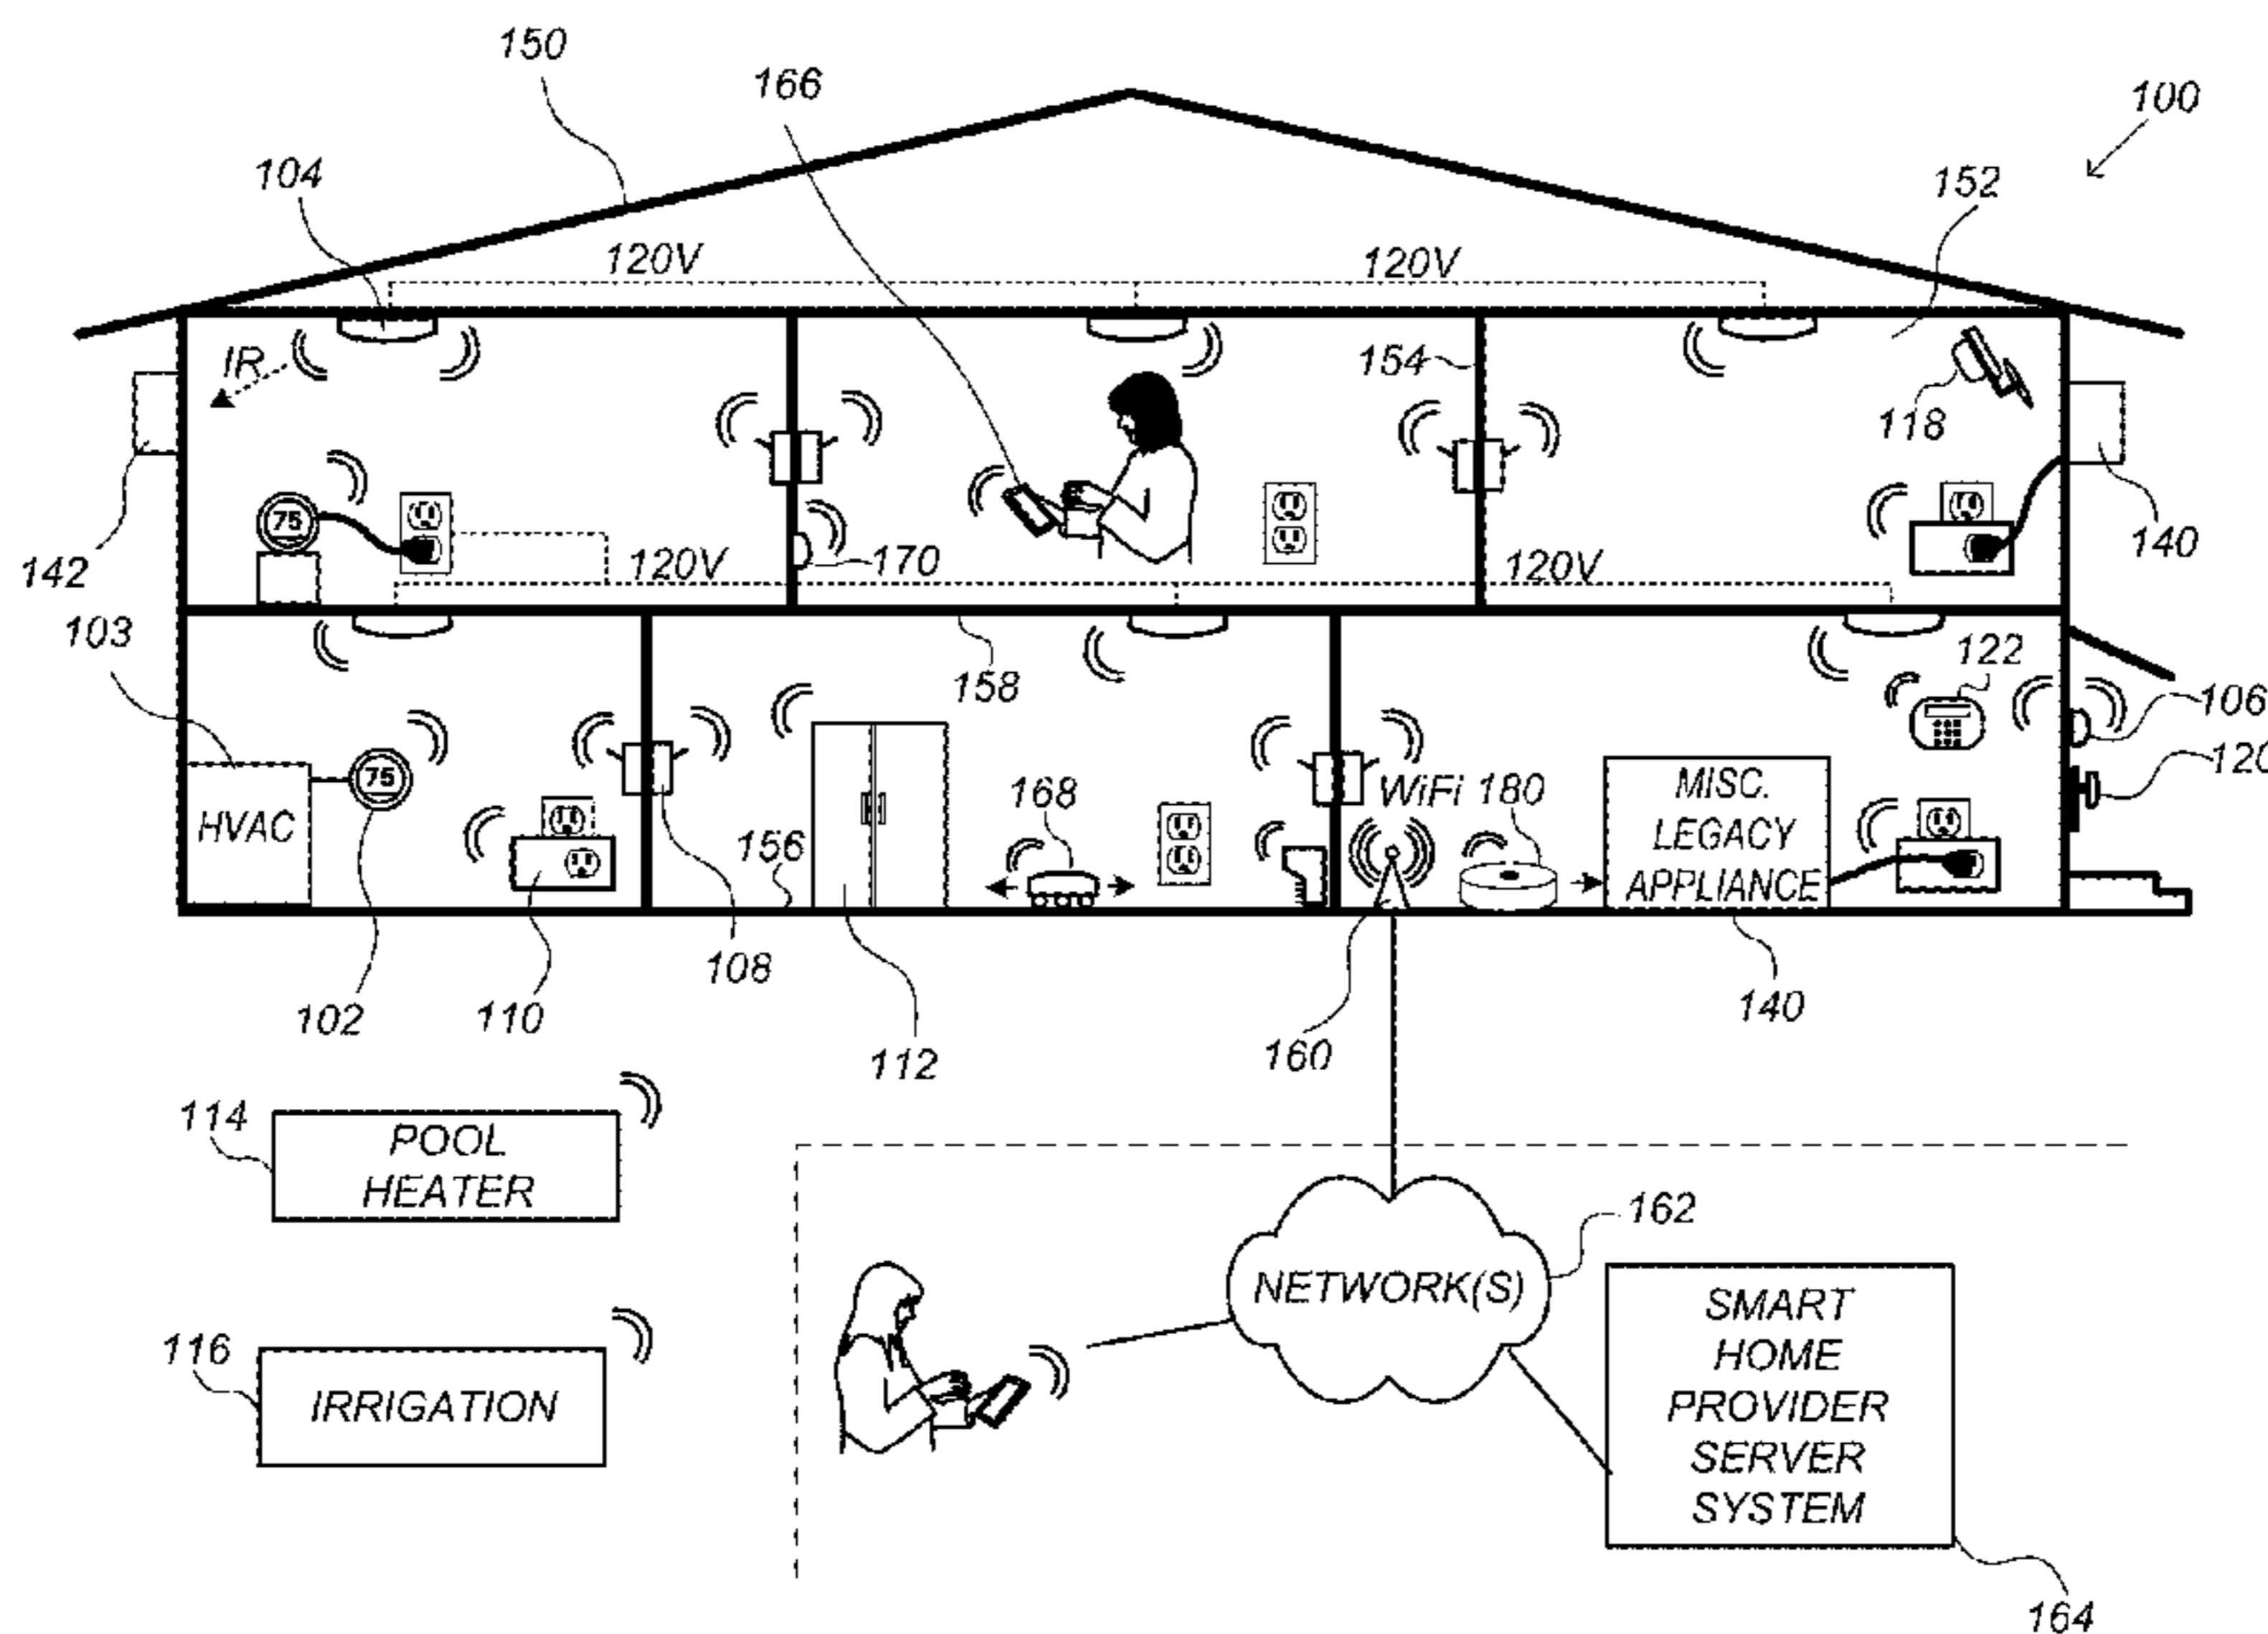 150
166
100
104
152
120V
120V
IR
154
118
75
142
120V
170
120V
140
103
158
122
106
75
HVAC
156
168
WiFi
180
MISC.
LEGACY
APPLIANCE
120
102
110
108
112
160
140
114
POOL
HEATER
162
NETWORK(S)
116
IRRIGATION
SMART
HOME
PROVIDER
SERVER
SYSTEM
164